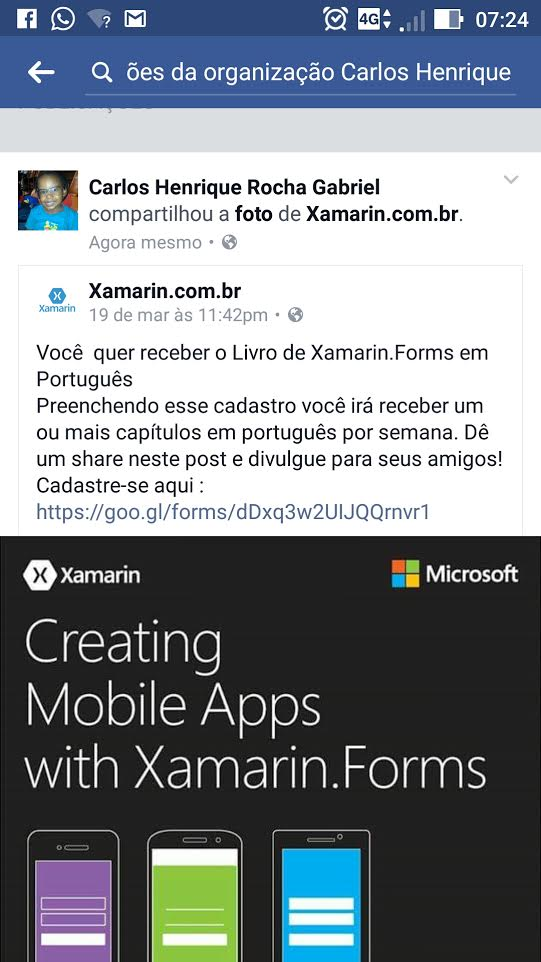 4G
07:24
ões da organização Carlos Henrique
Carlos Henrique Rocha Gabriel
compartilhou a foto de Xamarin.com.br.
Agora mesmo •
Xamarin
Xamarin.com.br
19 de mar às 11:42pm •
Você quer receber o Livro de Xamarin.Forms em
Português
Preenchendo esse cadastro você irá receber um
ou mais capítulos em português por semana. Dê
um share neste post e divulgue para seus amigos!
Cadastre-se aqui :
https://goo.gl/forms/dDxq3w2UlJQQrnvr1
Xamarin
Microsoft
Creating
Mobile Apps
with Xamarin.Forms